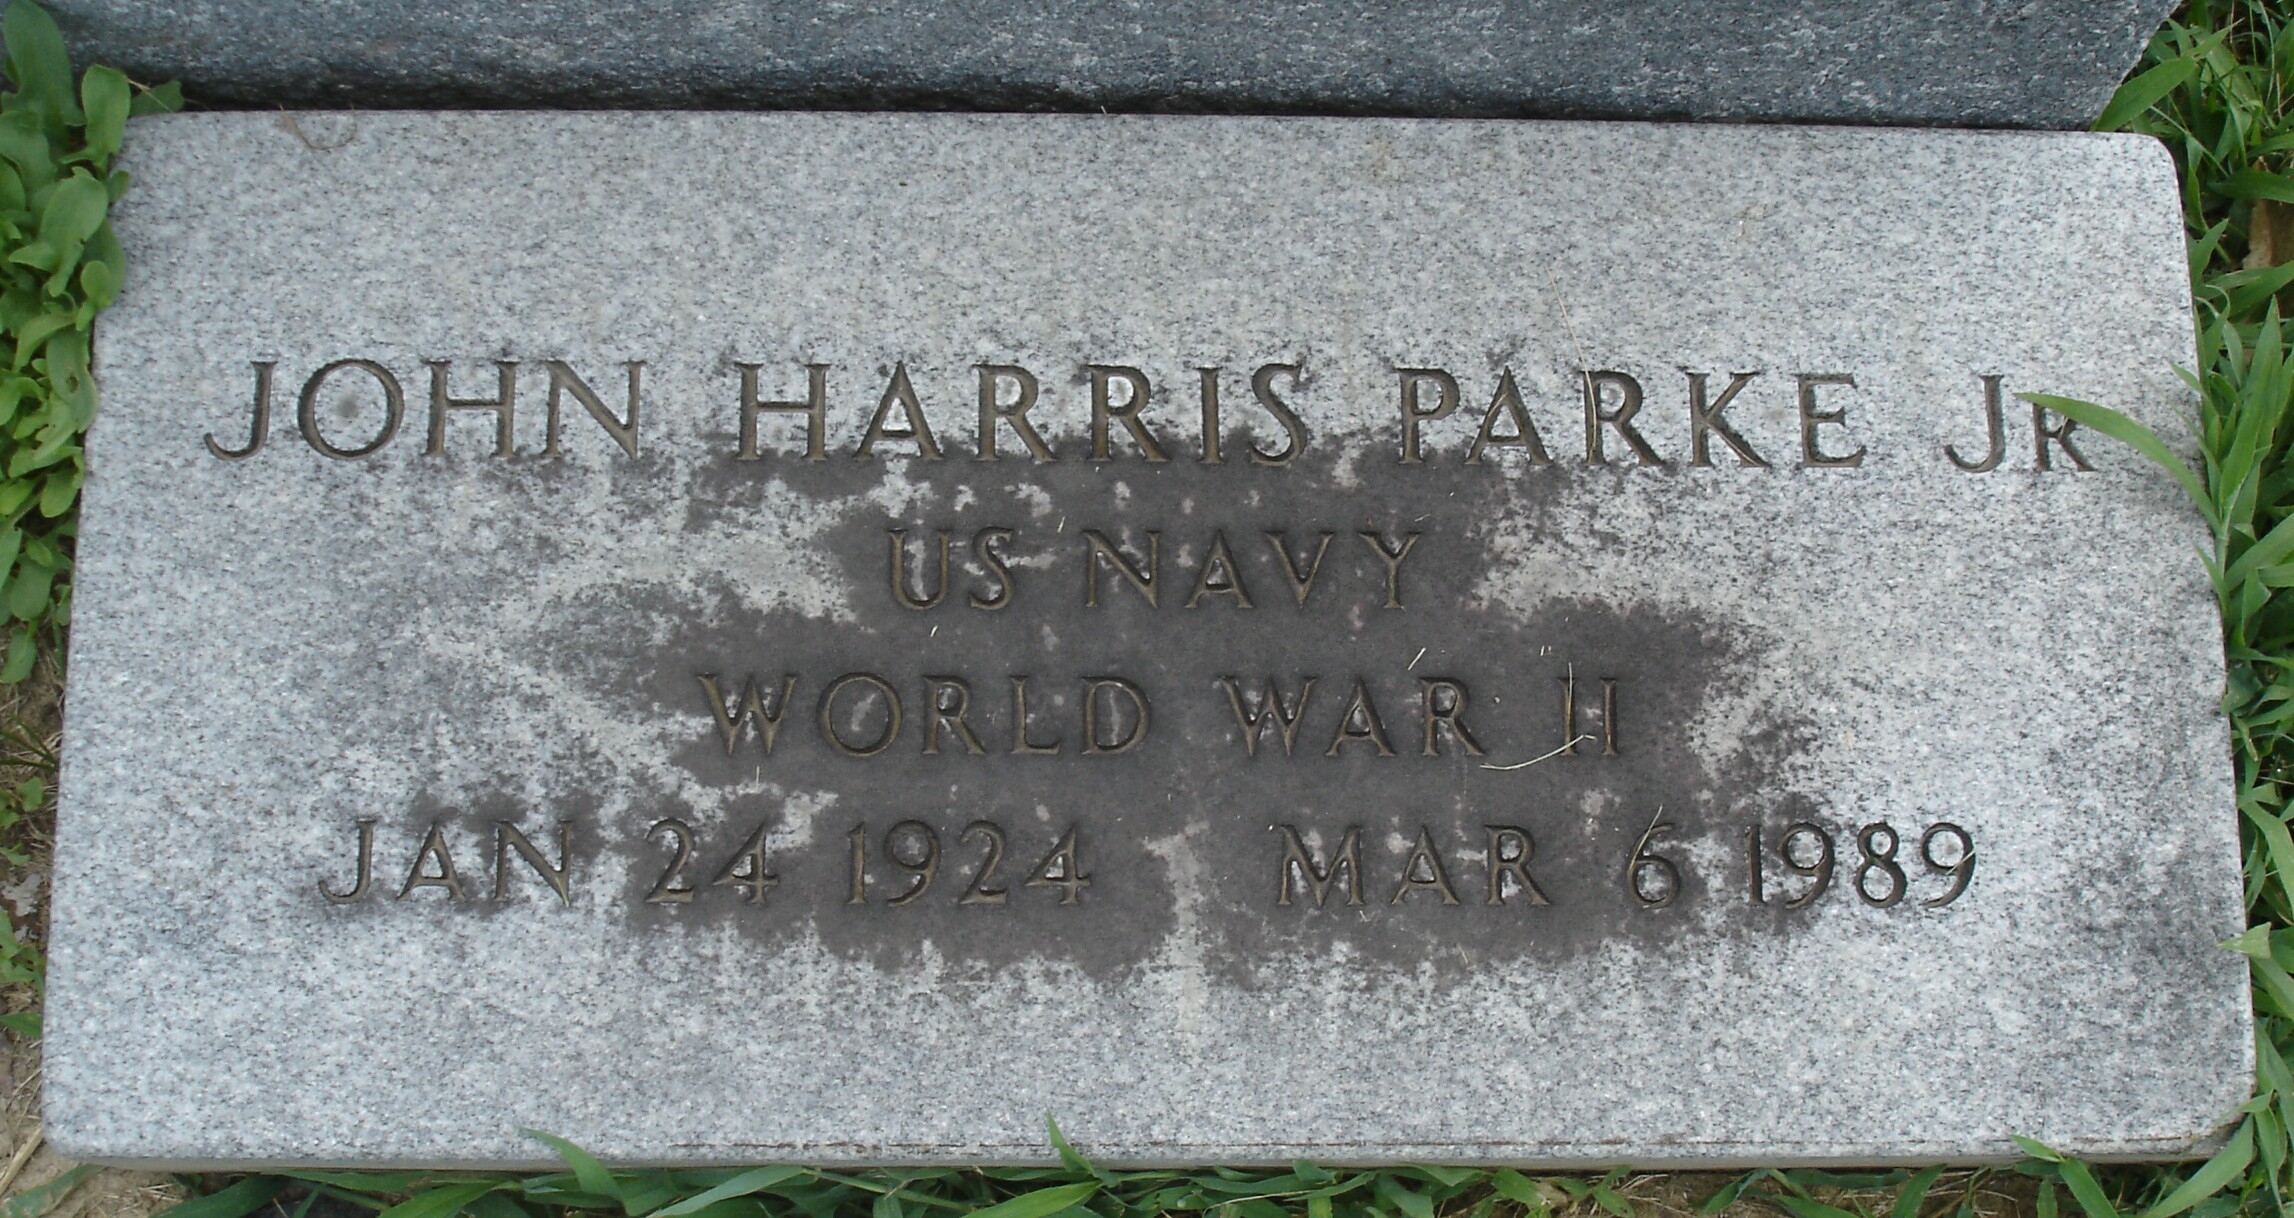 JOHN HARRIS PARKE JR
US NAVY
WORLD WAR II
JAN 24 1924 MAR 6 1989